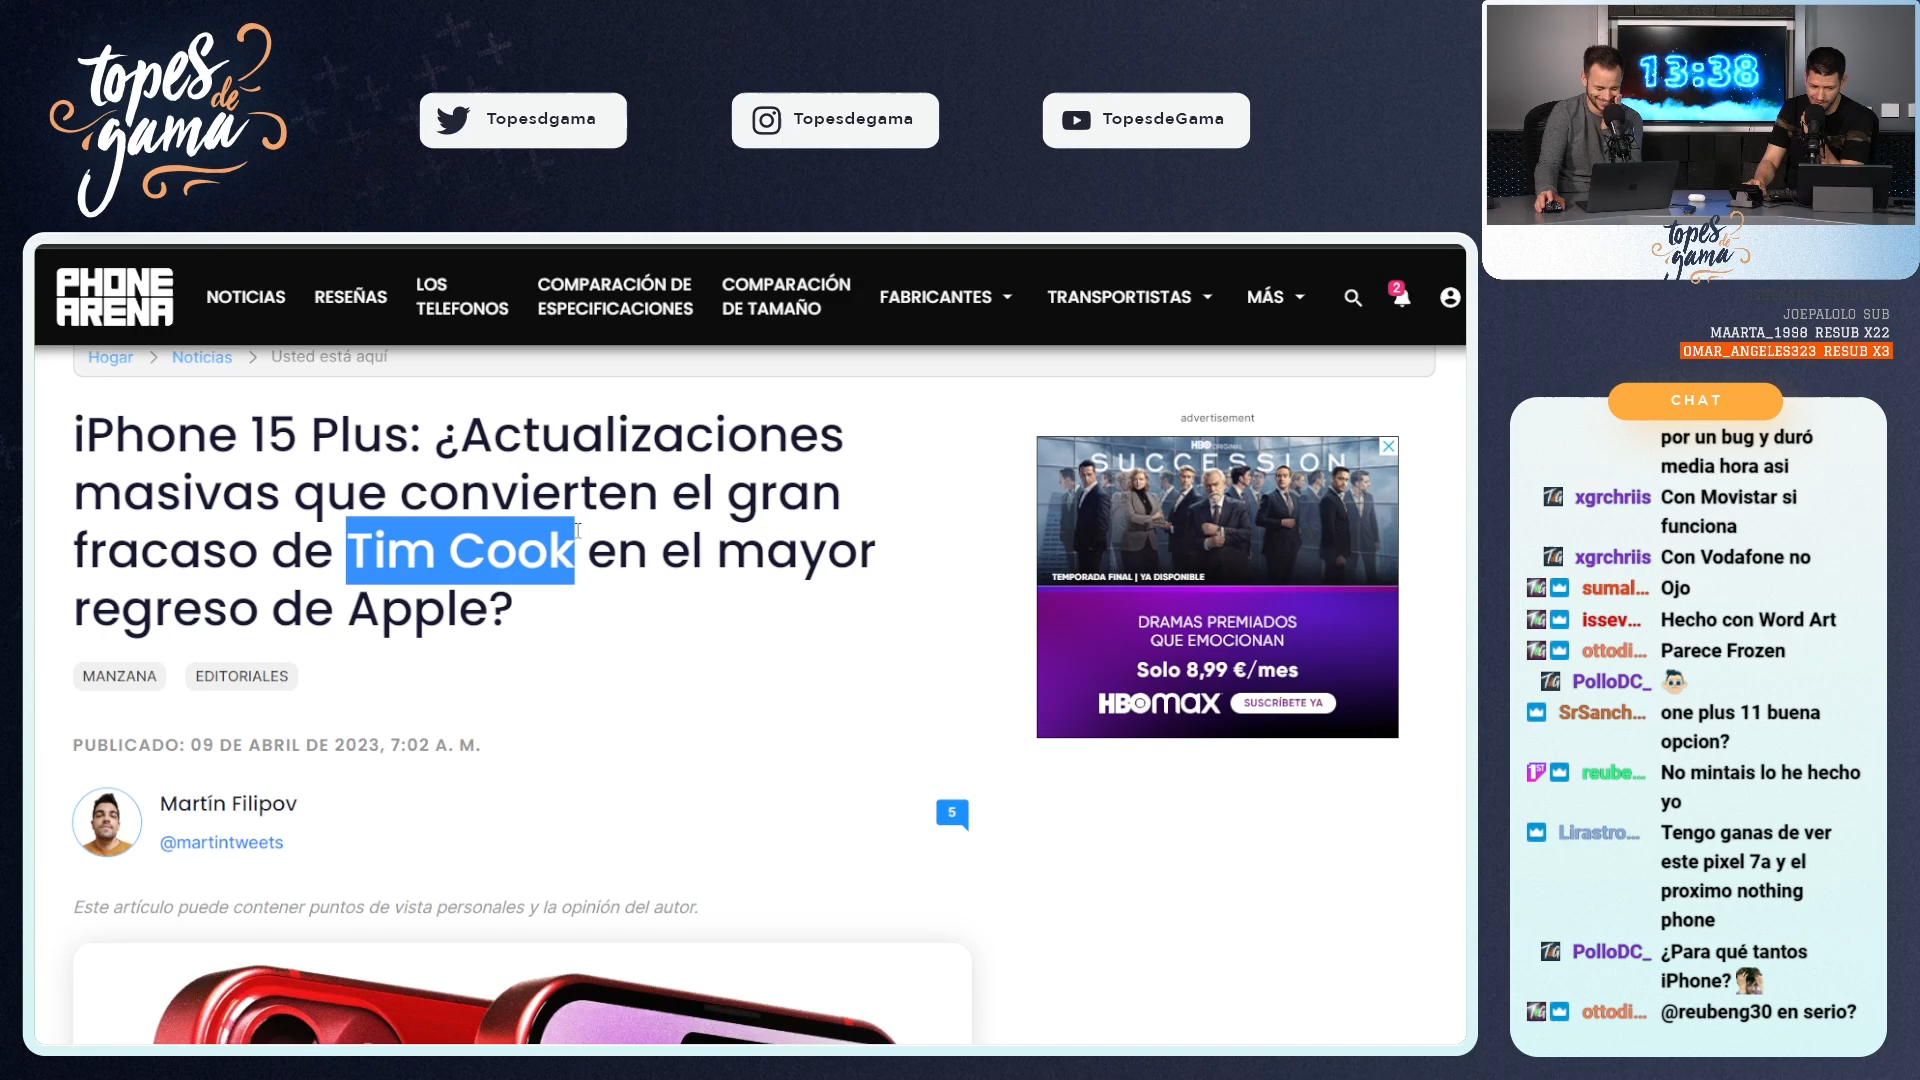 topes
de
gama
Topesdgama
Topesdegama
TopesdeGama
13:38
topes
de
gama
PHONE
ARENA
NOTICIAS
RESEÑAS
LOS
TELEFONOS
COMPARACIÓN DE
ESPECIFICACIONES
COMPARACIÓN
DE TAMAÑO
FABRICANTES
TRANSPORTISTAS
MÁS
2
Hogar > Noticias > Usted está aquí
iPhone 15 Plus: ¿Actualizaciones
masivas que convierten el gran
fracaso de Tim Cook en el mayor
regreso de Apple?
MANZANA
EDITORIALES
PUBLICADO: 09 DE ABRIL DE 2023, 7:02 A. M.
Martín Filipov
@martintweets
5
Este artículo puede contener puntos de vista personales y la opinión del autor.
advertisement
HBO ORIGINAL
SUCCESSION
TEMPORADA FINAL | YA DISPONIBLE
DRAMAS PREMIADOS
QUE EMOCIONAN
Solo 8,99 €/mes
HBOmax SUSCRÍBETE YA
JOEPALOLO SUB
MAARTA_1998 RESUB X22
OMAR_ANGELES323 RESUB X3
CHAT
por un bug y duró
media hora asi
xgrchriis Con Movistar si
funciona
xgrchriis Con Vodafone no
sumal... Ojo
issev... Hecho con Word Art
ottodi... Parece Frozen
PolloDC_
SrSanch... one plus 11 buena
opcion?
reube... No mintais lo he hecho
yo
Lirastro... Tengo ganas de ver
este pixel 7a y el
proximo nothing
phone
PolloDC_ ¿Para qué tantos
iPhone?
ottodi... @reubeng30 en serio?